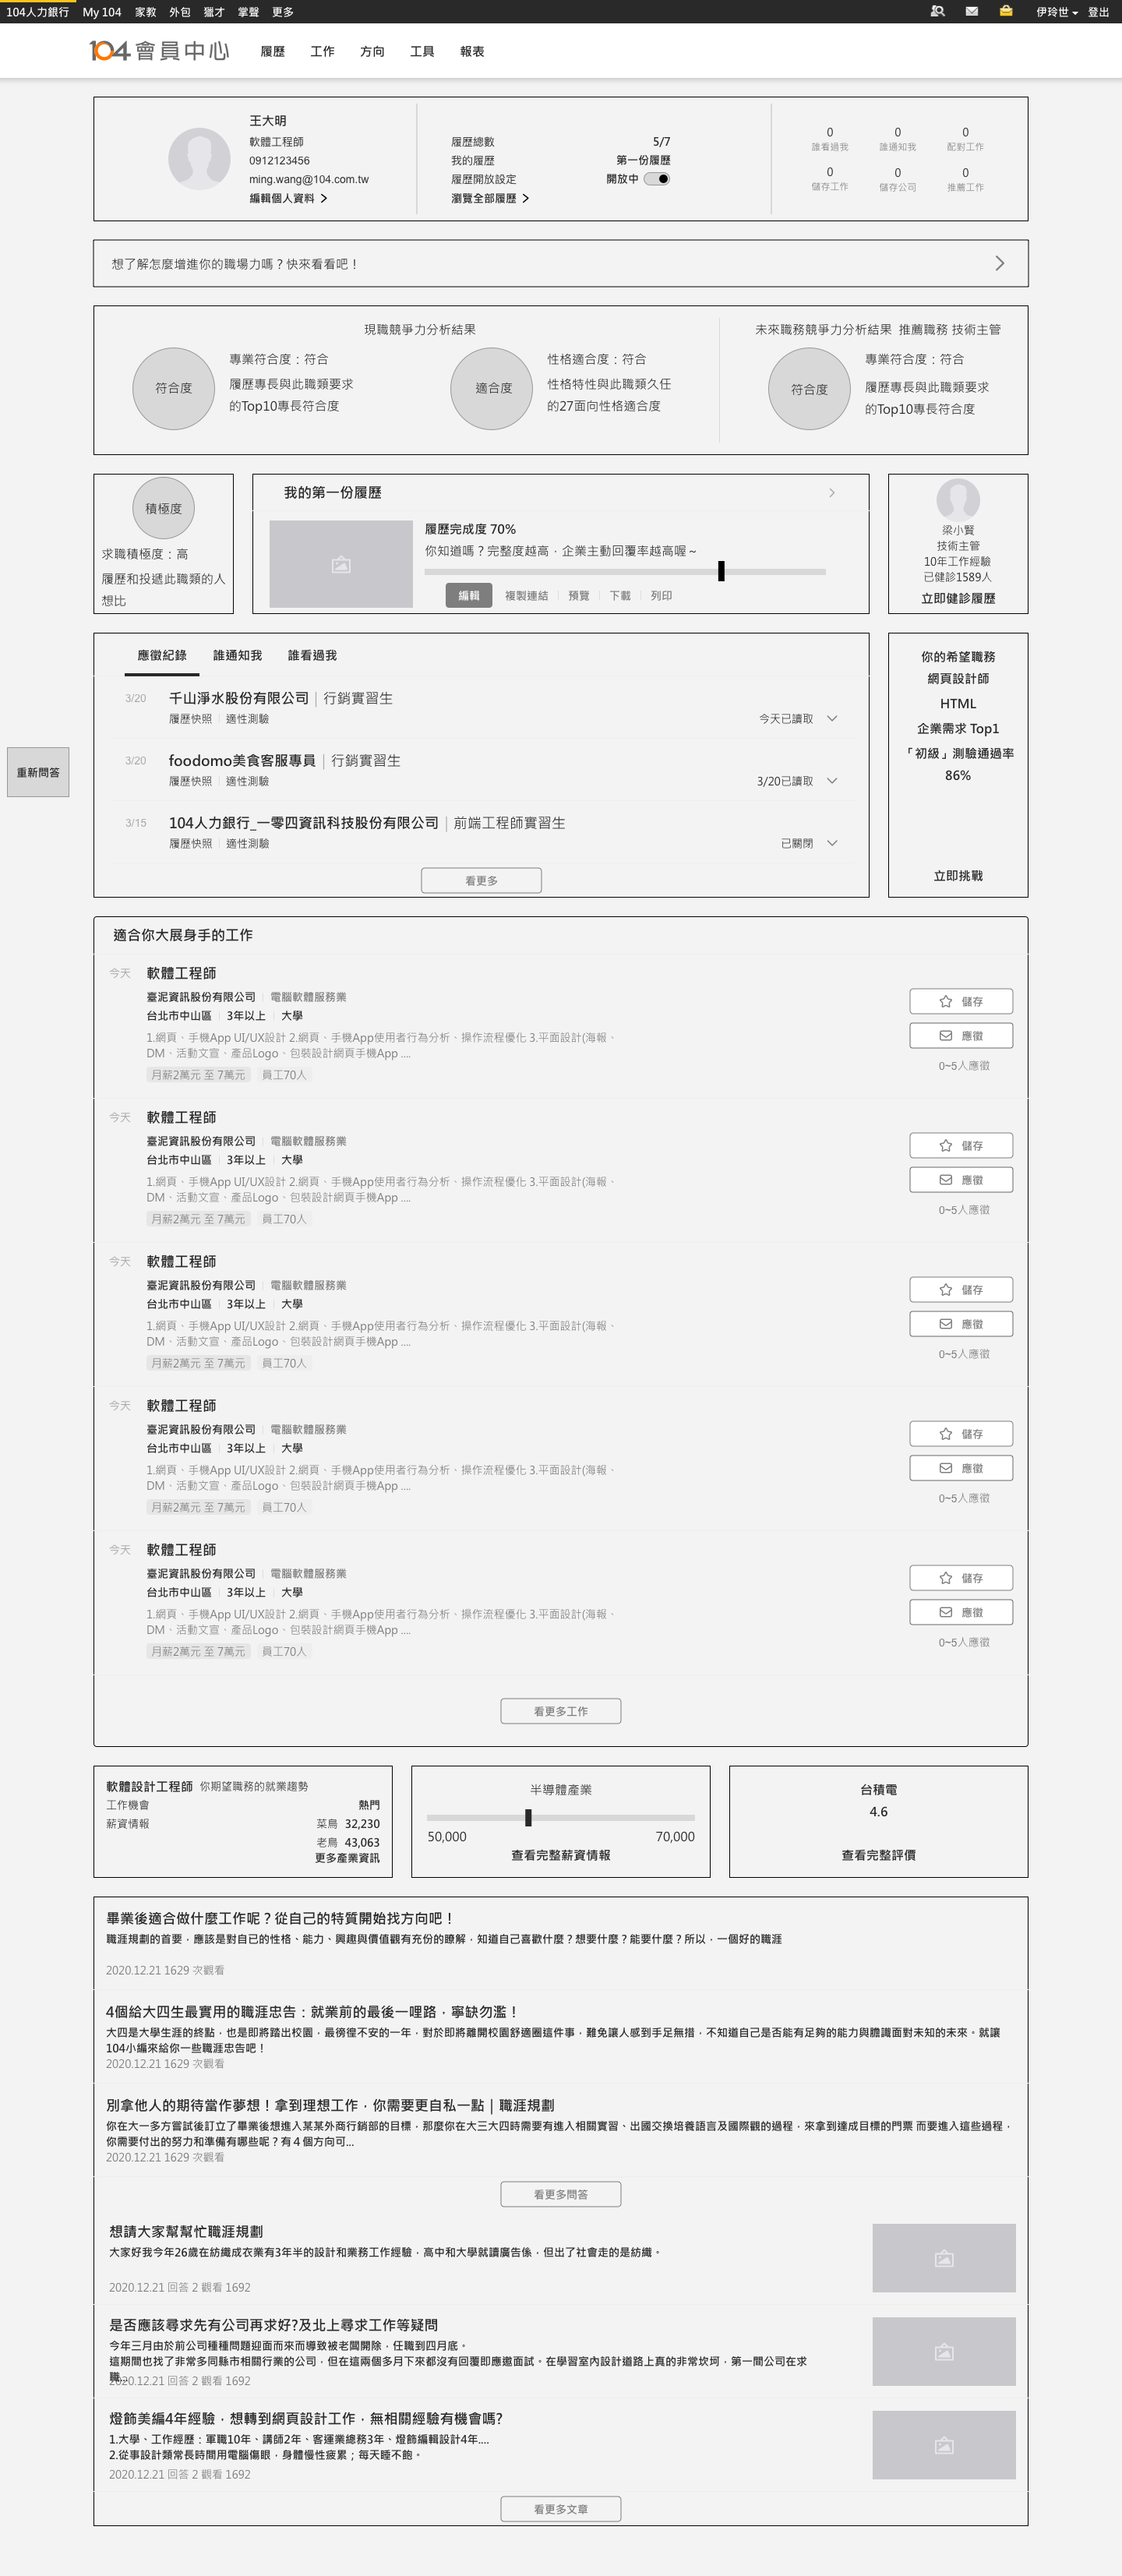 104人力銀行 My 104 家教 外包 獵才 掌聲 更多 伊玲世 登出
104會員中心 履歷 工作 方向 工具 報表
王大明
軟體工程師
0912123456
ming.wang@104.com.tw
編輯個人資料
履歷總數 5/7
我的履歷 第一份履歷
履歷開放設定 開放中
瀏覽全部履歷
0 0 0
誰看過我 誰通知我 配對工作
0 0 0
儲存工作 儲存公司 推薦工作
想了解怎麼增進你的職場力嗎？快來看看吧！
現職競爭力分析結果
符合度
專業符合度：符合
履歷專長與此職類要求
的Top10專長符合度
適合度
性格適合度：符合
性格特性與此職類久任
的27面向性格適合度
未來職務競爭力分析結果 推薦職務 技術主管
符合度
專業符合度：符合
履歷專長與此職類要求
的Top10專長符合度
積極度
求職積極度：高
履歷和投遞此職類的人
想比
我的第一份履歷
履歷完成度 70%
你知道嗎？完整度越高，企業主動回覆率越高喔～
編輯 複製連結 預覽 下載 列印
梁小賢
技術主管
10年工作經驗
已健診1589人
立即健診履歷
應徵紀錄 誰通知我 誰看過我
3/20 千山淨水股份有限公司｜行銷實習生
履歷快照 適性測驗 今天已讀取
3/20 foodomo美食客服專員｜行銷實習生
履歷快照 適性測驗 3/20已讀取
3/15 104人力銀行_一零四資訊科技股份有限公司｜前端工程師實習生
履歷快照 適性測驗 已關閉
看更多
你的希望職務
網頁設計師
HTML
企業需求 Top1
「初級」測驗通過率
86%
立即挑戰
重新問答
適合你大展身手的工作
今天 軟體工程師
臺泥資訊股份有限公司 電腦軟體服務業
台北市中山區 3年以上 大學
1.網頁、手機App UI/UX設計 2.網頁、手機App使用者行為分析、操作流程優化 3.平面設計(海報、
DM、活動文宣、產品Logo、包裝設計網頁手機App ....
月薪2萬元 至 7萬元 員工70人
儲存
應徵
0~5人應徵
今天 軟體工程師
臺泥資訊股份有限公司 電腦軟體服務業
台北市中山區 3年以上 大學
1.網頁、手機App UI/UX設計 2.網頁、手機App使用者行為分析、操作流程優化 3.平面設計(海報、
DM、活動文宣、產品Logo、包裝設計網頁手機App ....
月薪2萬元 至 7萬元 員工70人
儲存
應徵
0~5人應徵
今天 軟體工程師
臺泥資訊股份有限公司 電腦軟體服務業
台北市中山區 3年以上 大學
1.網頁、手機App UI/UX設計 2.網頁、手機App使用者行為分析、操作流程優化 3.平面設計(海報、
DM、活動文宣、產品Logo、包裝設計網頁手機App ....
月薪2萬元 至 7萬元 員工70人
儲存
應徵
0~5人應徵
今天 軟體工程師
臺泥資訊股份有限公司 電腦軟體服務業
台北市中山區 3年以上 大學
1.網頁、手機App UI/UX設計 2.網頁、手機App使用者行為分析、操作流程優化 3.平面設計(海報、
DM、活動文宣、產品Logo、包裝設計網頁手機App ....
月薪2萬元 至 7萬元 員工70人
儲存
應徵
0~5人應徵
今天 軟體工程師
臺泥資訊股份有限公司 電腦軟體服務業
台北市中山區 3年以上 大學
1.網頁、手機App UI/UX設計 2.網頁、手機App使用者行為分析、操作流程優化 3.平面設計(海報、
DM、活動文宣、產品Logo、包裝設計網頁手機App ....
月薪2萬元 至 7萬元 員工70人
儲存
應徵
0~5人應徵
看更多工作
軟體設計工程師 你期望職務的就業趨勢
工作機會 熱門
薪資情報 菜鳥 32,230
老鳥 43,063
更多產業資訊
半導體產業
50,000 70,000
查看完整薪資情報
台積電
4.6
查看完整評價
畢業後適合做什麼工作呢？從自己的特質開始找方向吧！
職涯規劃的首要，應該是對自已的性格、能力、興趣與價值觀有充份的瞭解，知道自己喜歡什麼？想要什麼？能要什麼？所以，一個好的職涯
2020.12.21 1629 次觀看
4個給大四生最實用的職涯忠告：就業前的最後一哩路，寧缺勿濫！
大四是大學生涯的終點，也是即將踏出校園，最徬徨不安的一年，對於即將離開校園舒適圈這件事，難免讓人感到手足無措，不知道自己是否能有足夠的能力與膽識面對未知的未來。就讓
104小編來給你一些職涯忠告吧！
2020.12.21 1629 次觀看
別拿他人的期待當作夢想！拿到理想工作，你需要更自私一點｜職涯規劃
你在大一多方嘗試後訂立了畢業後想進入某某外商行銷部的目標，那麼你在大三大四時需要有進入相關實習、出國交換培養語言及國際觀的過程，來拿到達成目標的門票 而要進入這些過程，
你需要付出的努力和準備有哪些呢？有 4 個方向可...
2020.12.21 1629 次觀看
看更多問答
想請大家幫幫忙職涯規劃
大家好我今年26歲在紡織成衣業有3年半的設計和業務工作經驗，高中和大學就讀廣告係，但出了社會走的是紡織。
2020.12.21 回答 2 觀看 1692
是否應該尋求先有公司再求好?及北上尋求工作等疑問
今年三月由於前公司種種問題迎面而來而導致被老闆開除，任職到四月底。
這期間也找了非常多同縣市相關行業的公司，但在這兩個多月下來都沒有回覆即應邀面試。在學習室內設計道路上真的非常坎坷，第一間公司在求
職...
2020.12.21 回答 2 觀看 1692
燈飾美編4年經驗，想轉到網頁設計工作，無相關經驗有機會嗎?
1.大學、工作經歷：軍職10年、講師2年、客運業總務3年、燈飾編輯設計4年....
2.從事設計類常長時間用電腦傷眼，身體慢性疲累；每天睡不飽。
2020.12.21 回答 2 觀看 1692
看更多文章